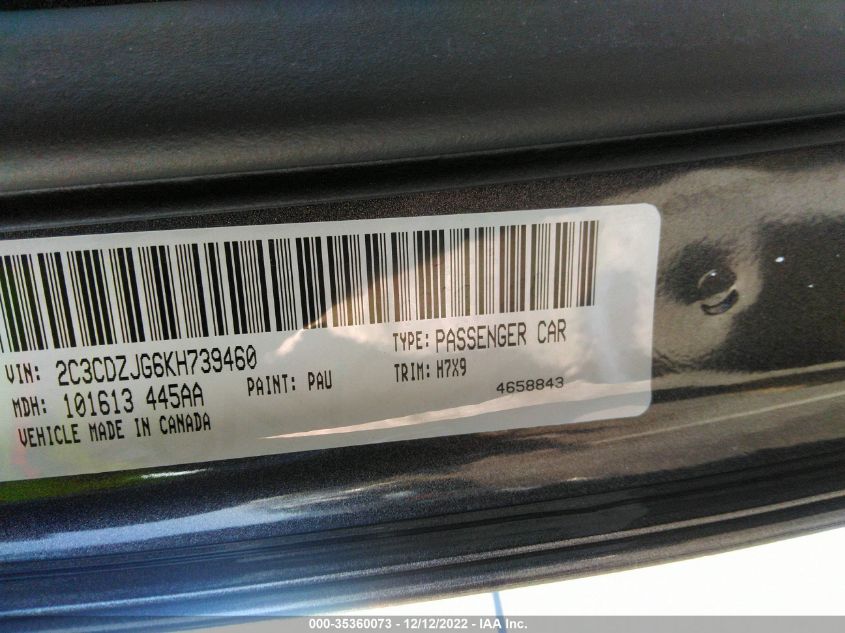 VIN: 2C3CDZJG6KH739460
TYPE: PASSENGER CAR
MDH: 101613 445AA
PAINT: PAU
TRIM: H7X9
VEHICLE MADE IN CANADA
4658843
000-35360073 - 12/12/2022 - IAA Inc.